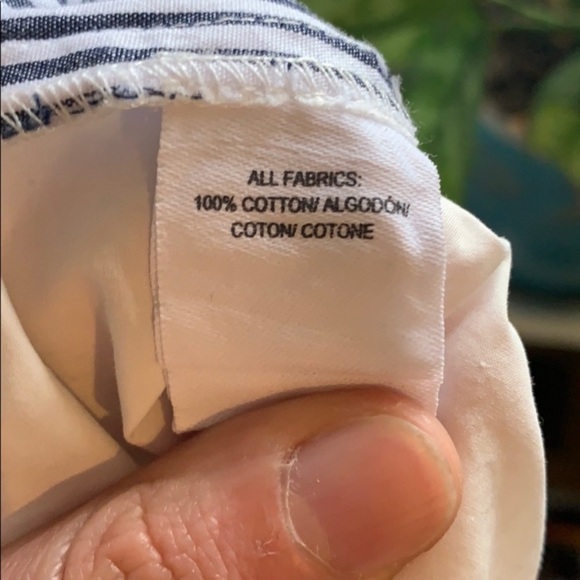 ALL FABRICS:
100% COTTON/ ALGODÓN/
COTON/ COTONE